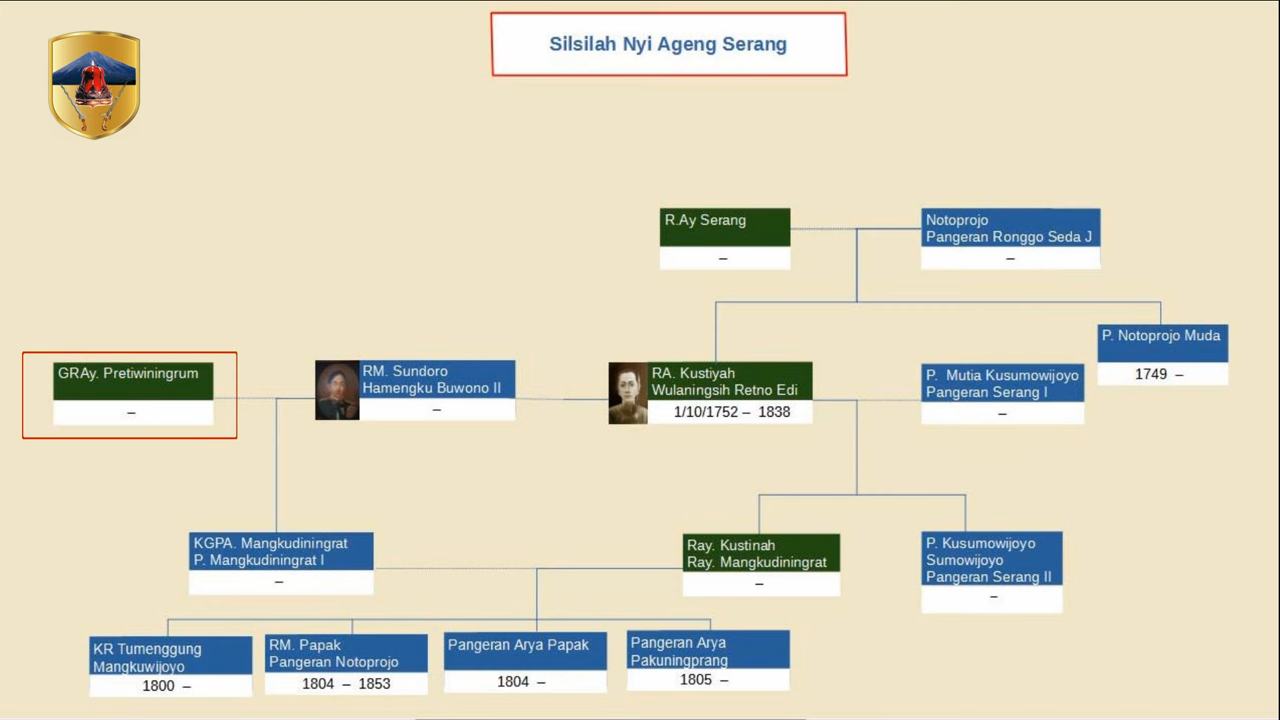 Silsilah Nyi Ageng Serang
R.Ay Serang
–
Notoprojo
Pangeran Ronggo Seda J
–
P. Notoprojo Muda
1749 –
GRAy. Pretiwiningrum
–
RM. Sundoro
Hamengku Buwono II
–
RA. Kustiyah
Wulaningsih Retno Edi
1/10/1752 – 1838
P. Mutia Kusumowijoyo
Pangeran Serang I
–
KGPA. Mangkudiningrat
P. Mangkudiningrat I
–
Ray. Kustinah
Ray. Mangkudiningrat
–
P. Kusumowijoyo
Sumowijoyo
Pangeran Serang II
–
KR Tumenggung
Mangkuwijoyo
1800 –
RM. Papak
Pangeran Notoprojo
1804 – 1853
Pangeran Arya Papak
1804 –
Pangeran Arya
Pakuningprang
1805 –